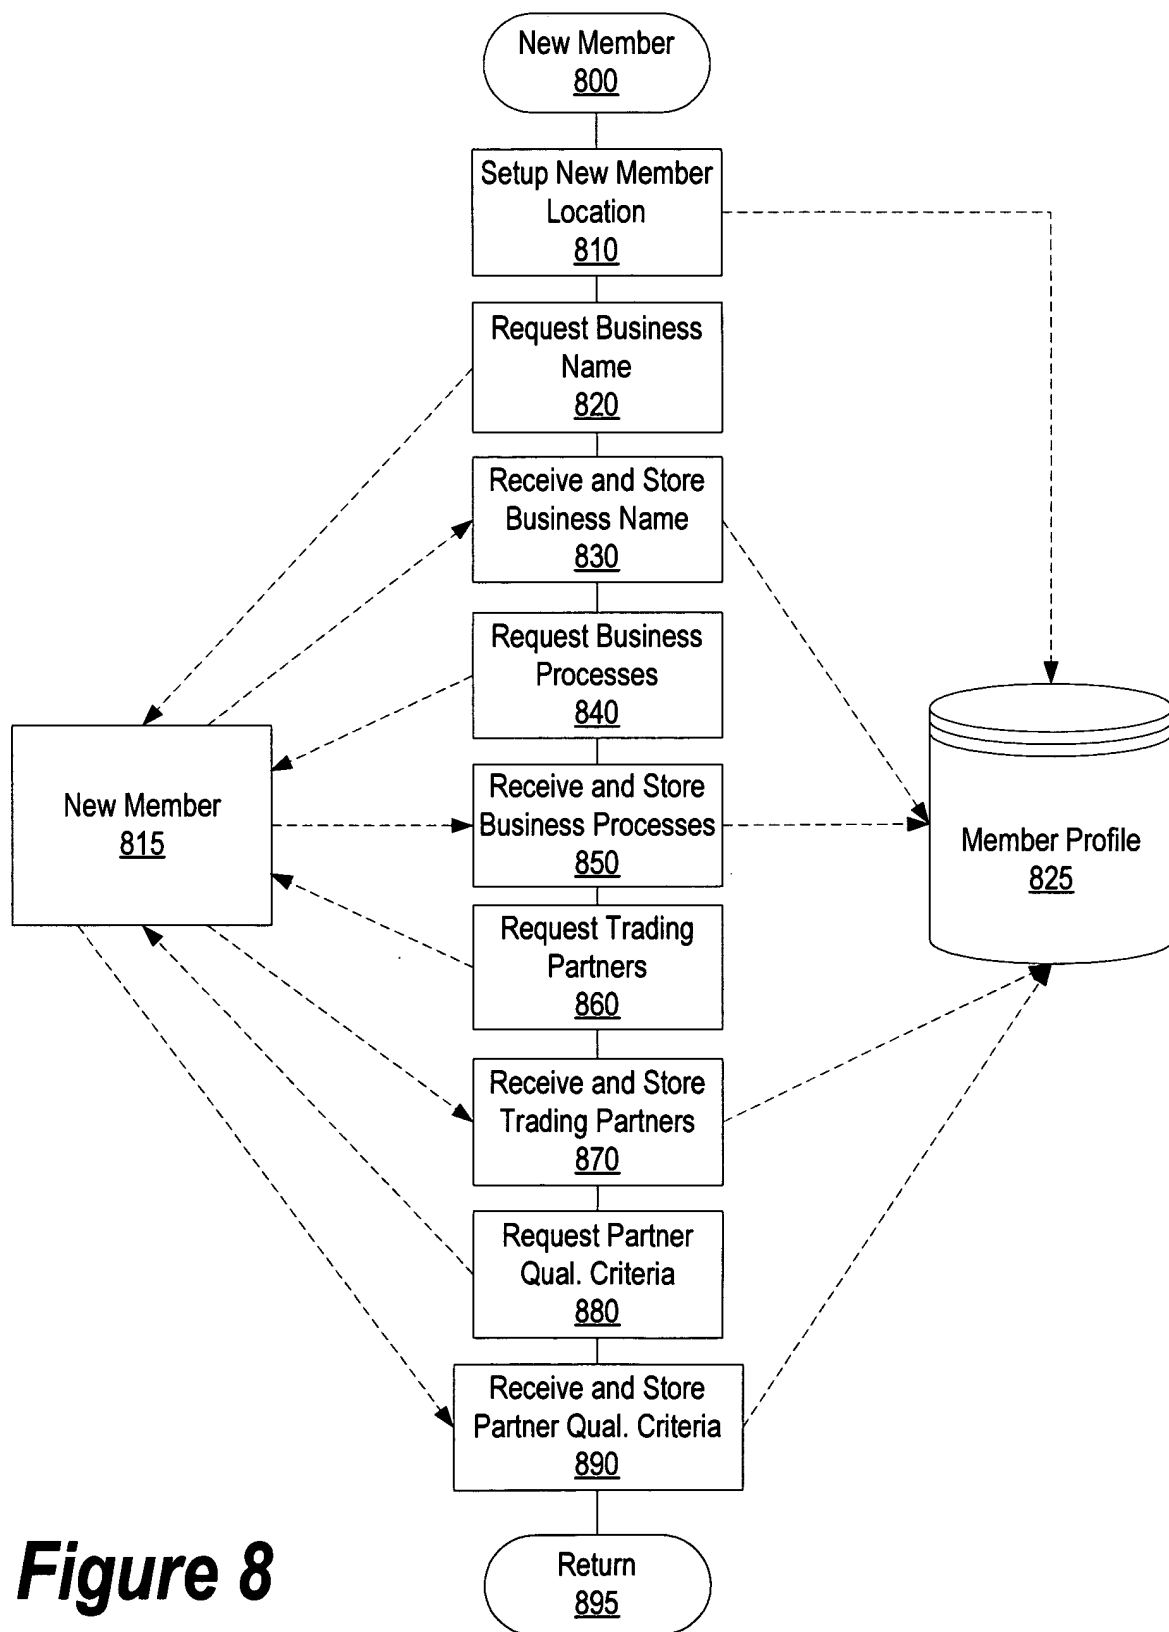 New Member
800
Setup New Member
Location
810
Request Business
Name
820
Receive and Store
Business Name
830
Request Business
Processes
840
New Member
815
Receive and Store
Business Processes
850
Member Profile
825
Request Trading
Partners
860
Receive and Store
Trading Partners
870
Request Partner
Qual. Criteria
880
Receive and Store
Partner Qual. Criteria
890
Return
895
Figure 8